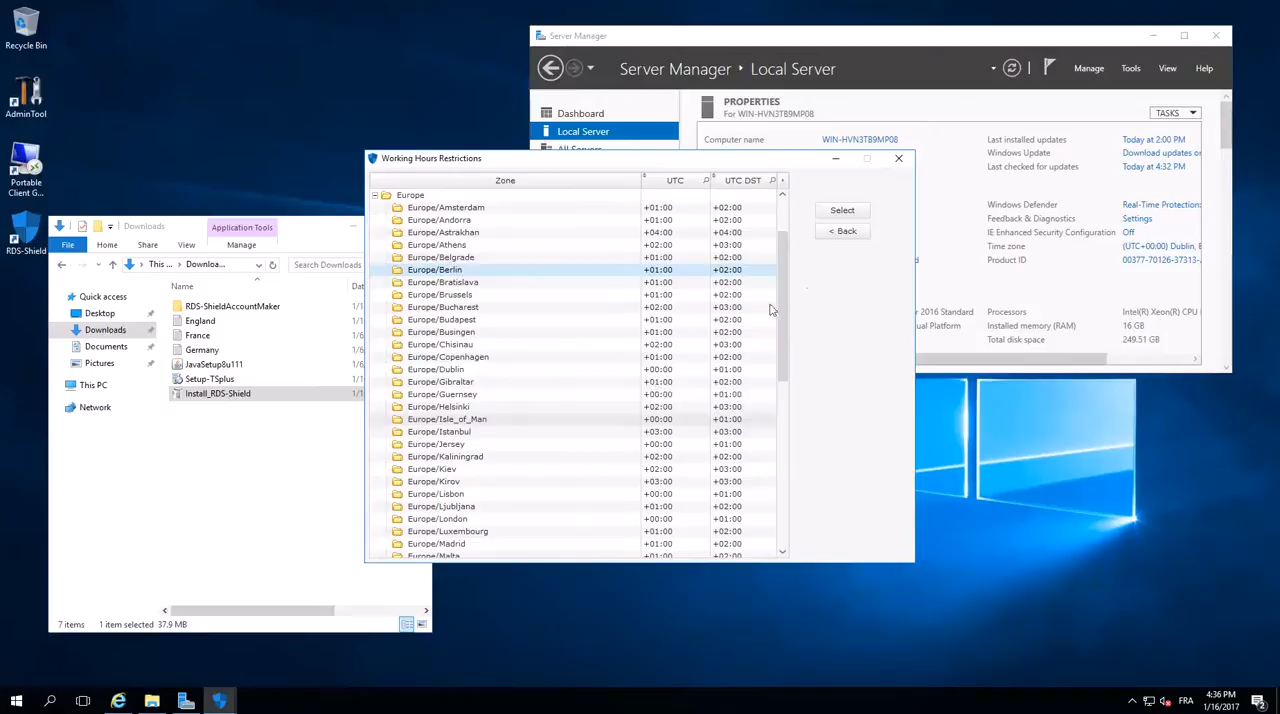 Recycle Bin
AdminTool
Portable
Client G...
RDS-Shield
Server Manager
Server Manager • Local Server
Manage Tools View Help
Dashboard
Local Server
PROPERTIES
For WIN-HVN3TB9MP08
TASKS
Computer name WIN-HVN3TB9MP08
Last installed updates Today at 2:00 PM
Windows Update Download updates or
Last checked for updates Today at 4:32 PM
Windows Defender Real-Time Protection:
Feedback & Diagnostics Settings
IE Enhanced Security Configuration Off
Time zone (UTC+00:00) Dublin, E
Product ID 00377-70126-37313-
2016 Standard
ual Platform
Processors Intel(R) Xeon(R) CPU
Installed memory (RAM) 16 GB
Total disk space 249.51 GB
Working Hours Restrictions
Zone UTC UTC DST
Europe
Europe/Amsterdam +01:00 +02:00
Europe/Andorra +01:00 +02:00
Europe/Astrakhan +04:00 +04:00
Europe/Athens +02:00 +03:00
Europe/Belgrade +01:00 +02:00
Europe/Berlin +01:00 +02:00
Europe/Bratislava +01:00 +02:00
Europe/Brussels +01:00 +02:00
Europe/Bucharest +02:00 +03:00
Europe/Budapest +01:00 +02:00
Europe/Busingen +01:00 +02:00
Europe/Chisinau +02:00 +03:00
Europe/Copenhagen +01:00 +02:00
Europe/Dublin +00:00 +01:00
Europe/Gibraltar +01:00 +02:00
Europe/Guernsey +00:00 +01:00
Europe/Helsinki +02:00 +03:00
Europe/Isle_of_Man +00:00 +01:00
Europe/Istanbul +03:00 +03:00
Europe/Jersey +00:00 +01:00
Europe/Kaliningrad +02:00 +02:00
Europe/Kiev +02:00 +03:00
Europe/Kirov +03:00 +03:00
Europe/Lisbon +00:00 +01:00
Europe/Ljubljana +01:00 +02:00
Europe/London +00:00 +01:00
Europe/Luxembourg +01:00 +02:00
Europe/Madrid +01:00 +02:00
Europe/Malta +01:00 +02:00
Select
< Back
Downloads
Application Tools
File Home Share View Manage
This ... Downloa...
Search Downloads
Name Dat
Quick access
Desktop
Downloads
Documents
Pictures
This PC
Network
RDS-ShieldAccountMaker 1/1
England 1/6
France 1/6
Germany 1/6
JavaSetup8u111 1/6
Setup-TSplus 1/1
Install_RDS-Shield 1/1
7 items 1 item selected 37.9 MB
FRA
4:36 PM
1/16/2017
2